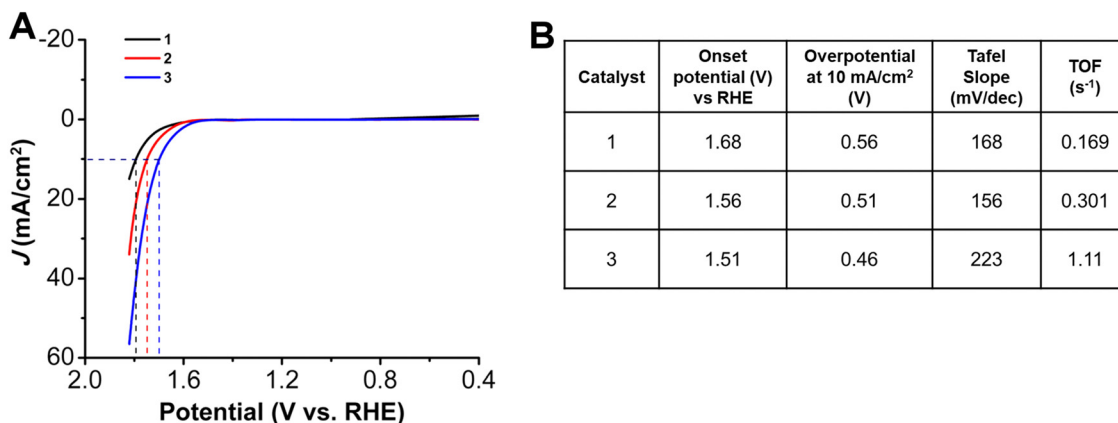 A
-20
0
20
40
60
2.0 1.6 1.2 0.8 0.4
J (mA/cm²)
Potential (V vs. RHE)
1
2
3
B
Catalyst
Onset
potential (V)
vs RHE
Overpotential
at 10 mA/cm²
(V)
Tafel
Slope
(mV/dec)
TOF
(s⁻¹)
1 1.68 0.56 168 0.169
2 1.56 0.51 156 0.301
3 1.51 0.46 223 1.11